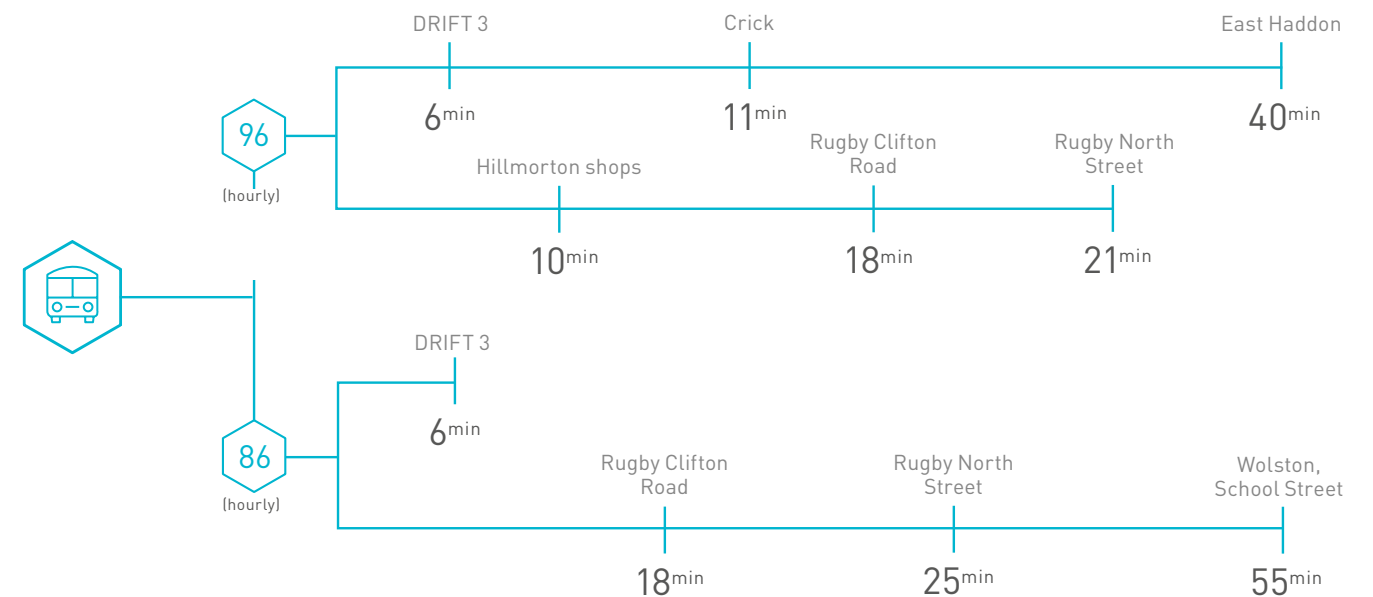 DRIFT 3
Crick
East Haddon
6min
11min
40min
96
(hourly)
Hillmorton shops
Rugby Clifton
Road
Rugby North
Street
10min
18min
21min
DRIFT 3
6min
86
(hourly)
Rugby Clifton
Road
Rugby North
Street
Wolston,
School Street
18min
25min
55min